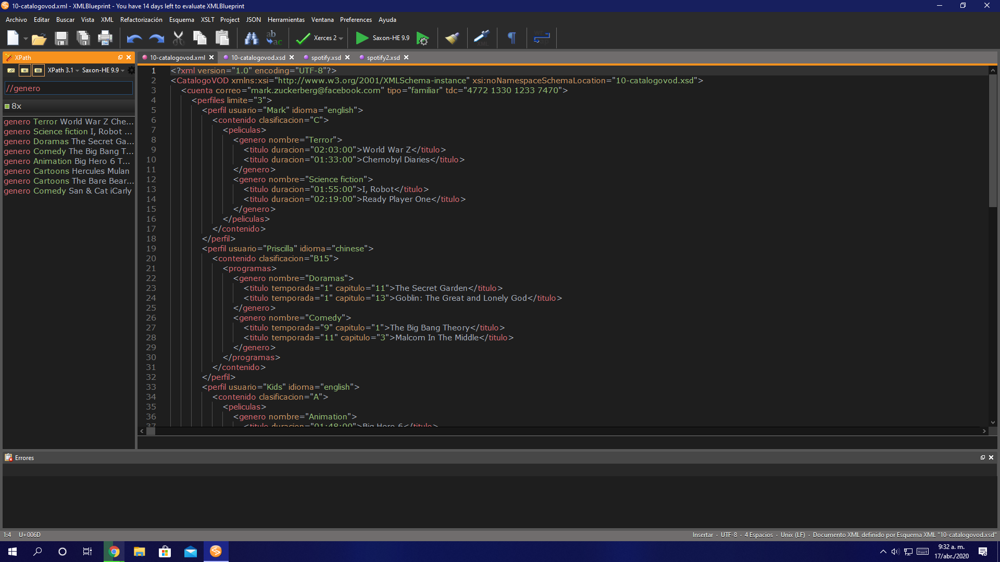 10-catalogovod.xml - XMLBlueprint - You have 14 days left to evaluate XMLBlueprint
Archivo Editar Buscar Vista XML Refactorización Esquema XSLT Project JSON Herramientas Ventana Preferences Ayuda
ab
ac
Xerces 2
Saxon-HE 9.9
XPath
10-catalogovod.xml
10-catalogovod.xsd
spotify.xsd
spotify2.xsd
XPath 3.1
Saxon-HE 9.9
//genero
8x
genero Terror World War Z Che...
genero Science fiction I, Robot ...
genero Doramas The Secret Ga...
genero Comedy The Big Bang T...
genero Animation Big Hero 6 T...
genero Cartoons Hercules Mulan
genero Cartoons The Bare Bear...
genero Comedy San & Cat iCarly
1 <?xml version="1.0" encoding="UTF-8"?>
2 <CatalogoVOD xmlns:xsi="http://www.w3.org/2001/XMLSchema-instance" xsi:noNamespaceSchemaLocation="10-catalogovod.xsd">
3 <cuenta correo="mark.zuckerberg@facebook.com" tipo="familiar" tdc="4772 1330 1233 7470">
4 <perfiles limite="3">
5 <perfil usuario="Mark" idioma="english">
6 <contenido clasificacion="C">
7 <peliculas>
8 <genero nombre="Terror">
9 <titulo duracion="02:03:00">World War Z</titulo>
10 <titulo duracion="01:33:00">Chernobyl Diaries</titulo>
11 </genero>
12 <genero nombre="Science fiction">
13 <titulo duracion="01:55:00">I, Robot</titulo>
14 <titulo duracion="02:19:00">Ready Player One</titulo>
15 </genero>
16 </peliculas>
17 </contenido>
18 </perfil>
19 <perfil usuario="Priscilla" idioma="chinese">
20 <contenido clasificacion="B15">
21 <programas>
22 <genero nombre="Doramas">
23 <titulo temporada="1" capitulo="11">The Secret Garden</titulo>
24 <titulo temporada="1" capitulo="13">Goblin: The Great and Lonely God</titulo>
25 </genero>
26 <genero nombre="Comedy">
27 <titulo temporada="9" capitulo="1">The Big Bang Theory</titulo>
28 <titulo temporada="11" capitulo="3">Malcom In The Middle</titulo>
29 </genero>
30 </programas>
31 </contenido>
32 </perfil>
33 <perfil usuario="Kids" idioma="english">
34 <contenido clasificacion="A">
35 <peliculas>
36 <genero nombre="Animation">
37 <titulo duracion="01:48:00">Big Hero 6</titulo>
Errores
1:4 U+006D
Insertar · UTF-8 · 4 Espacios · Unix (LF) · Documento XML definido por Esquema XML "10-catalogovod.xsd"
9:32 a. m.
17/abr./2020